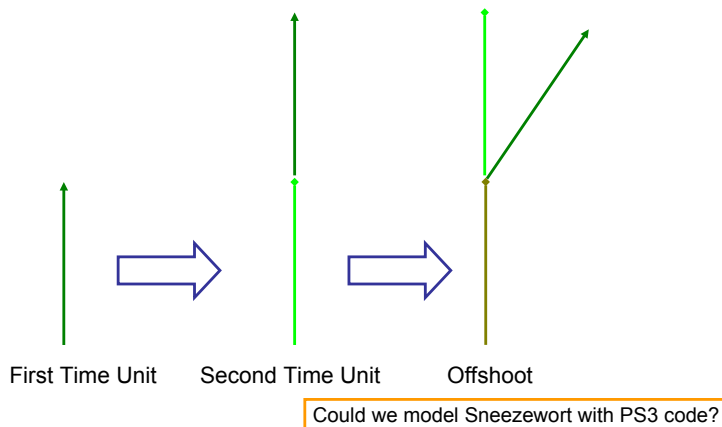 First Time Unit
Second Time Unit
Offshoot
Could we model Sneezewort with PS3 code?